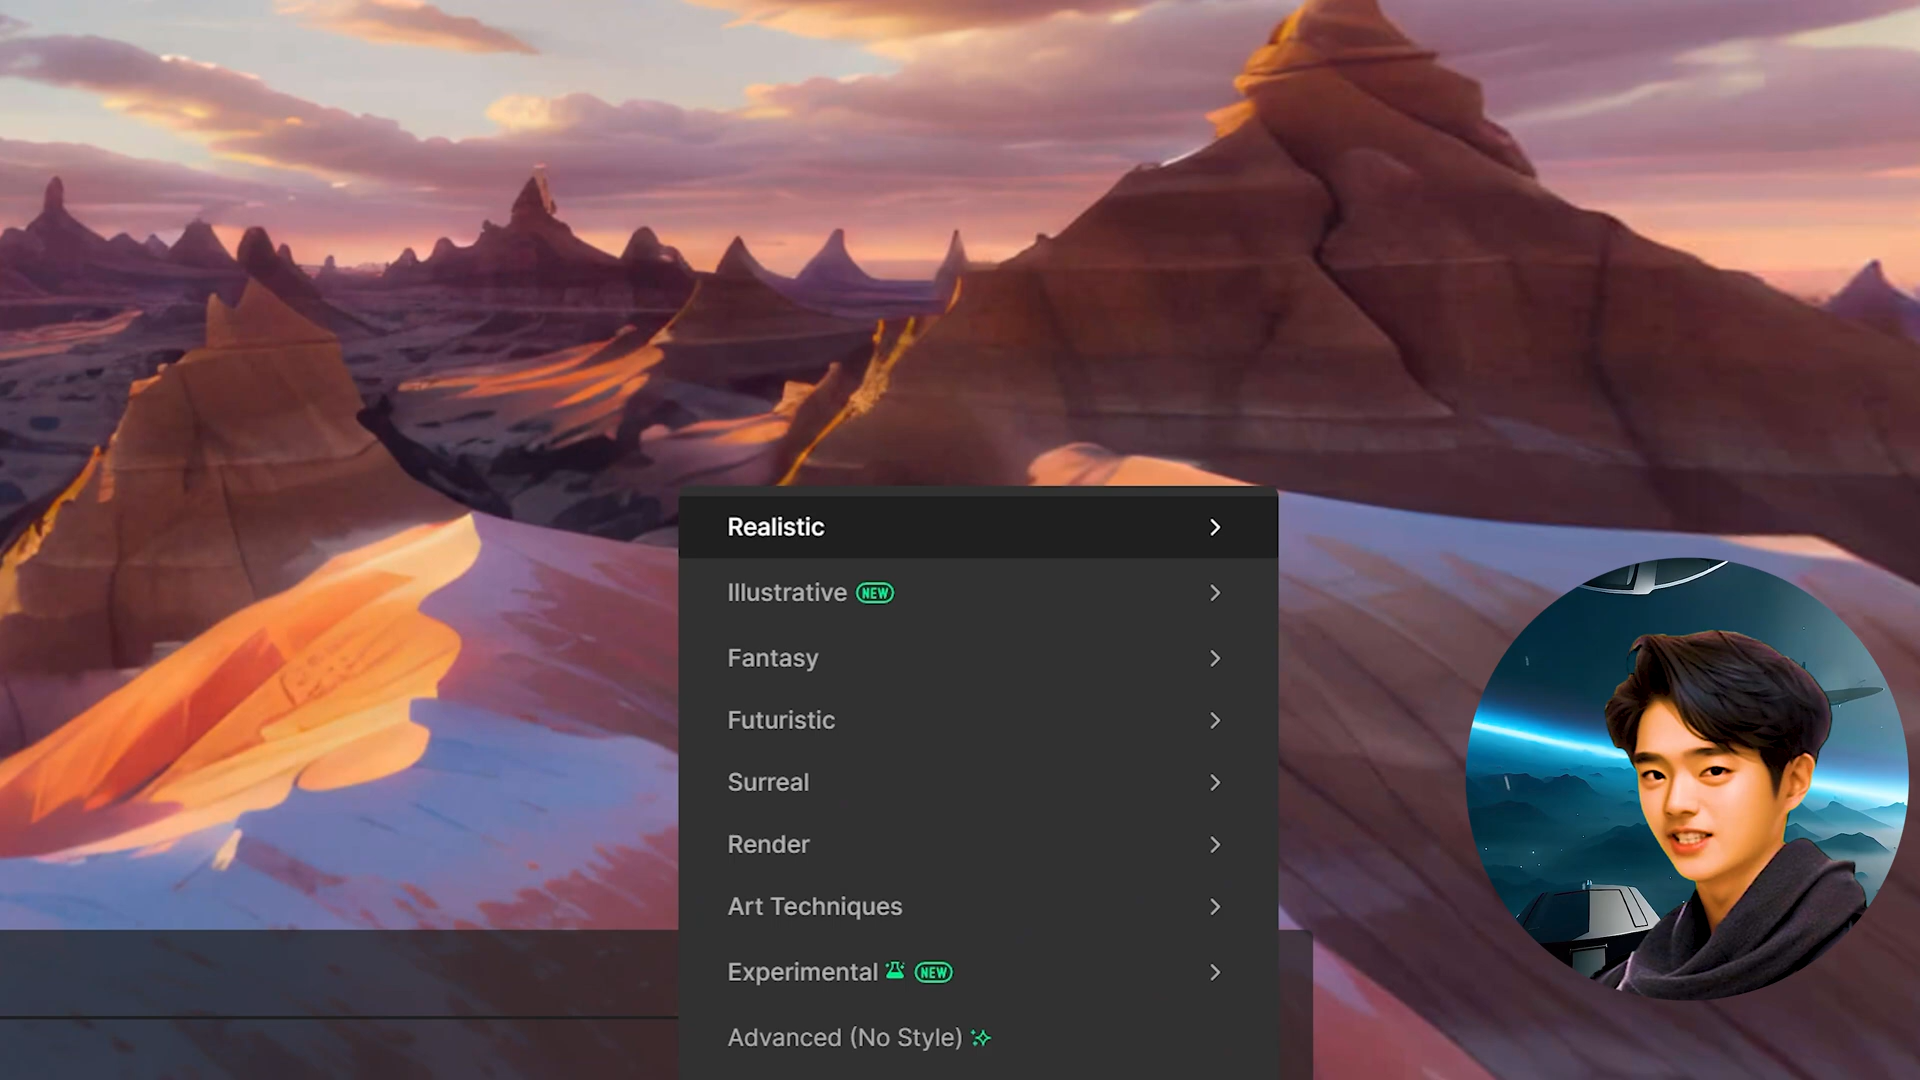 Realistic
Illustrative NEW
Fantasy
Futuristic
Surreal
Render
Art Techniques
Experimental NEW
Advanced (No Style)